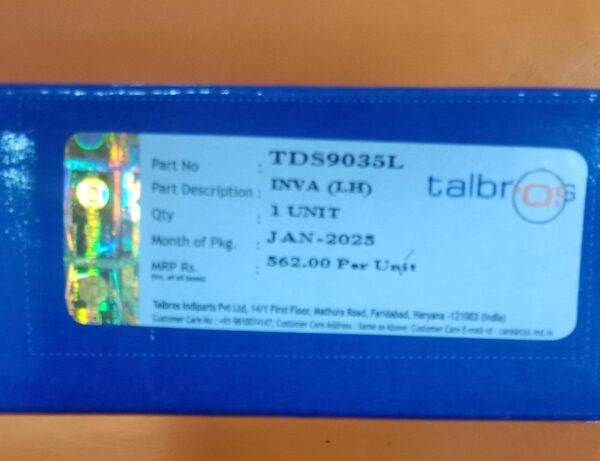 Part No : TDS9035L
talbros
Part Description : INVA (LH)
Qty : 1 UNIT
Month of Pkg. : JAN-2025
MRP Rs. : 562.00 Per Unit
(Inc. of all taxes)
Talbros Indiparts Pvt Ltd, 14/1 First Floor, Mathura Road, Faridabad, Haryana -121003 (India)
Customer Care No : Customer Care Address : Same as Above; Customer Care E-mail-id :